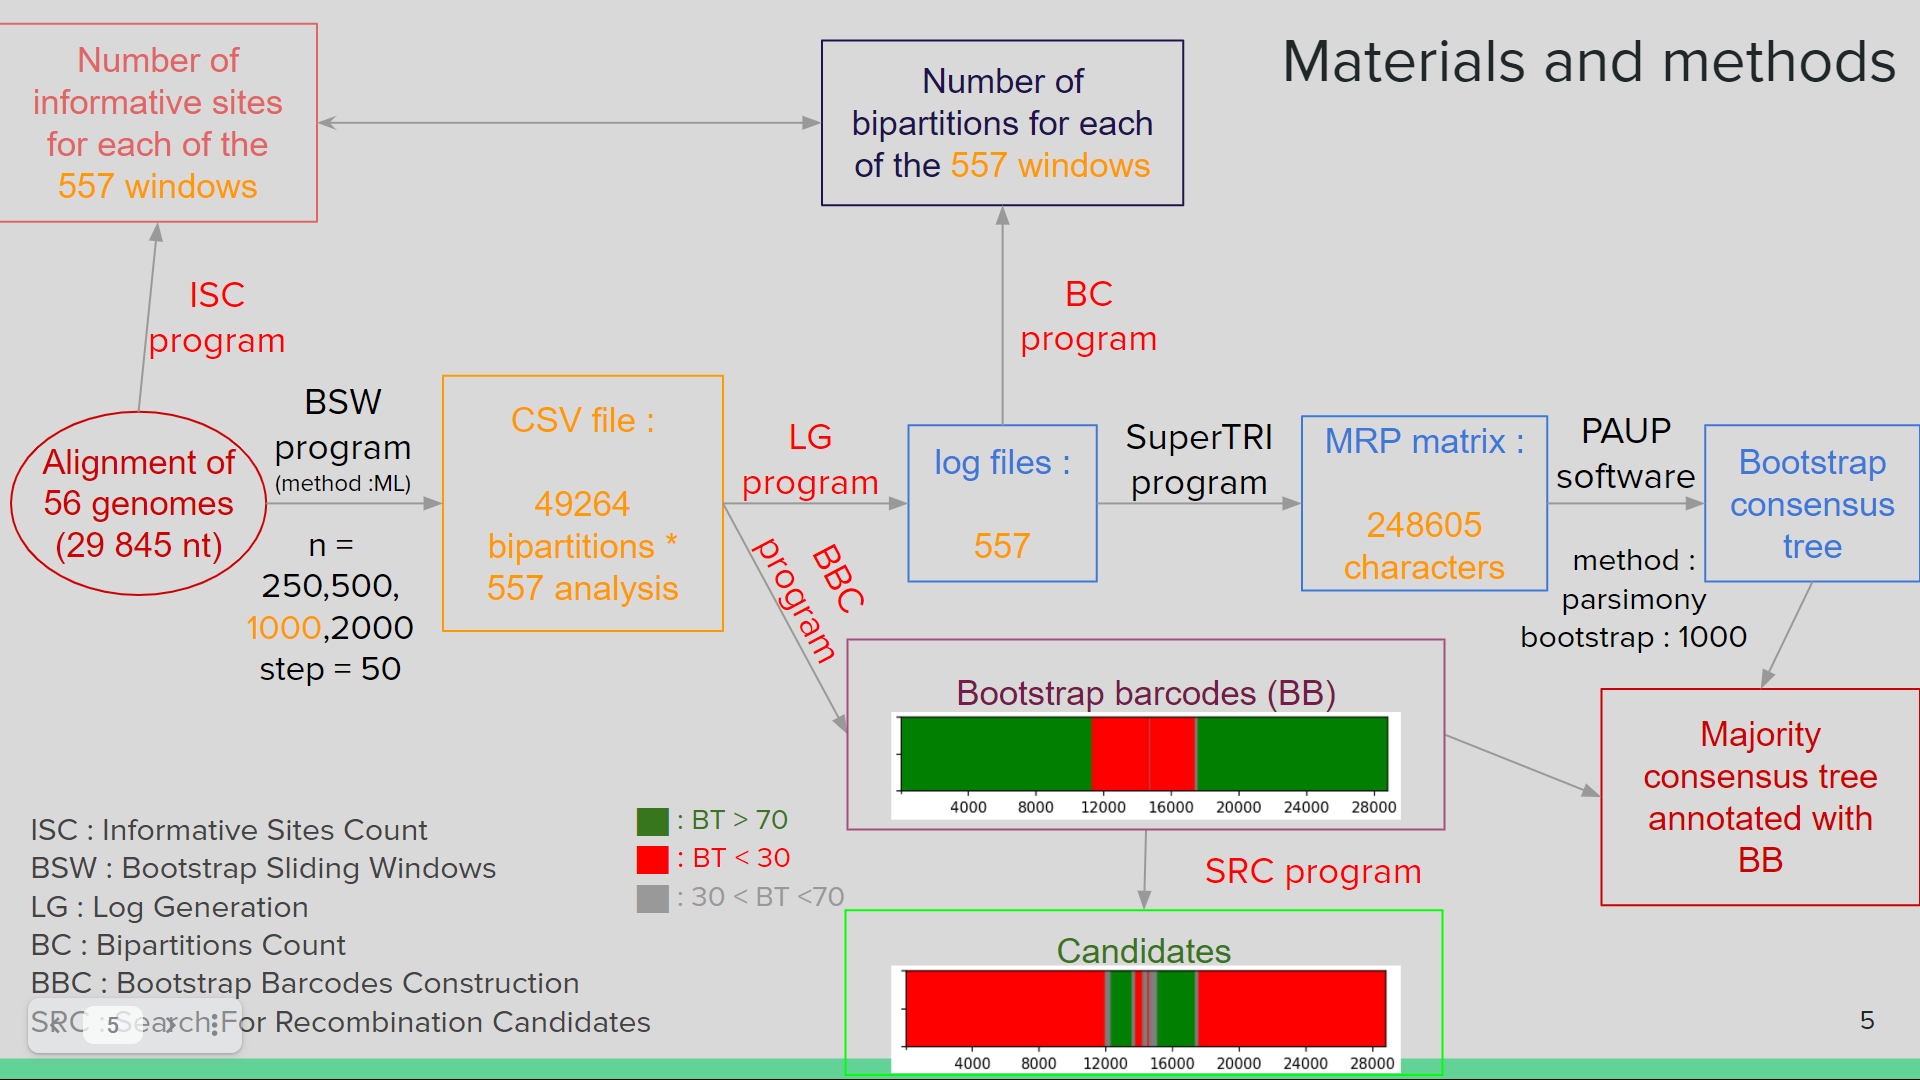 Materials and methods
Number of
informative sites
for each of the
557 windows
Number of
bipartitions for each
of the 557 windows
ISC
program
BC
program
Alignment of
56 genomes
(29 845 nt)
BSW
program
(method :ML)
n =
250,500,
1000,2000
step = 50
CSV file :
49264
bipartitions *
557 analysis
LG
program
BBC
program
log files :
557
SuperTRI
program
MRP matrix :
248605
characters
PAUP
software
method :
parsimony
bootstrap : 1000
Bootstrap
consensus
tree
Bootstrap barcodes (BB)
4000 8000 12000 16000 20000 24000 28000
Majority
consensus tree
annotated with
BB
SRC program
Candidates
4000 8000 12000 16000 20000 24000 28000
: BT > 70
: BT < 30
: 30 < BT <70
ISC : Informative Sites Count
BSW : Bootstrap Sliding Windows
LG : Log Generation
BC : Bipartitions Count
BBC : Bootstrap Barcodes Construction
SRC : Search For Recombination Candidates
5
5